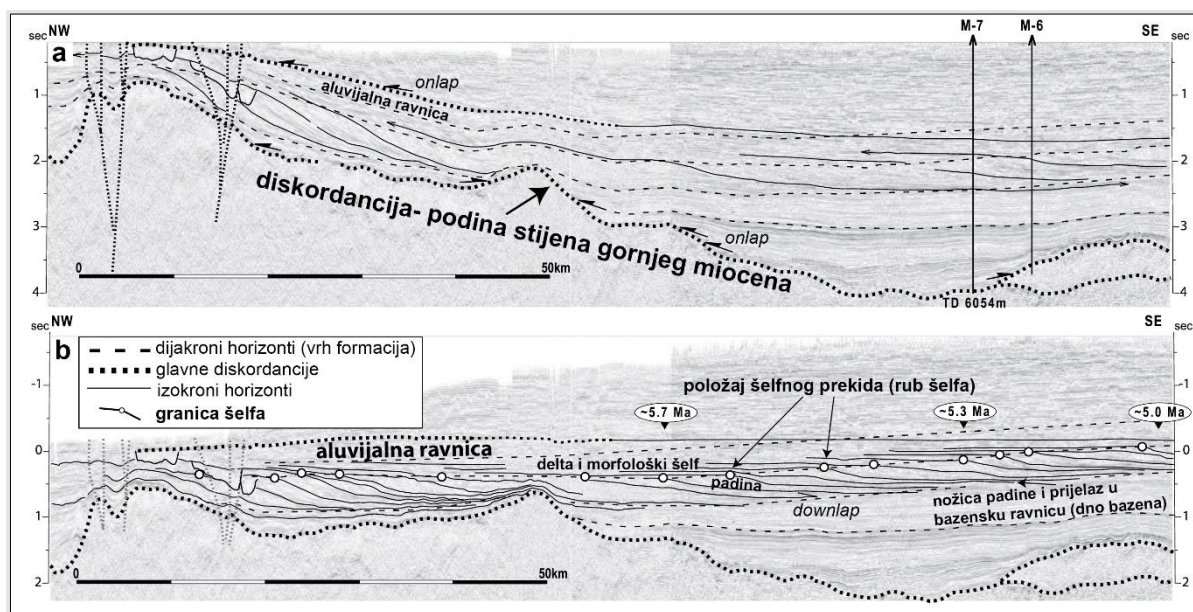 sec NW
M-7
M-6
SE
sec
a
onlap
aluvijalna ravnica
1
1
2
2
diskordancija- podina stijena gornjeg miocena
3
onlap
3
0
50km
4
4
TD 6054m
sec NW
SE
sec
b
dijakroni horizonti (vrh formacija)
glavne diskordancije
izokroni horizonti
granica šelfa
-1
položaj šelfnog prekida (rub šelfa)
~5.7 Ma
~5.3 Ma
~5.0 Ma
-1
0
aluvijalna ravnica
0
delta i morfološki šelf
padina
nožica padine i prijelaz u
bazensku ravnicu (dno bazena)
downlap
1
1
0
50km
2
2